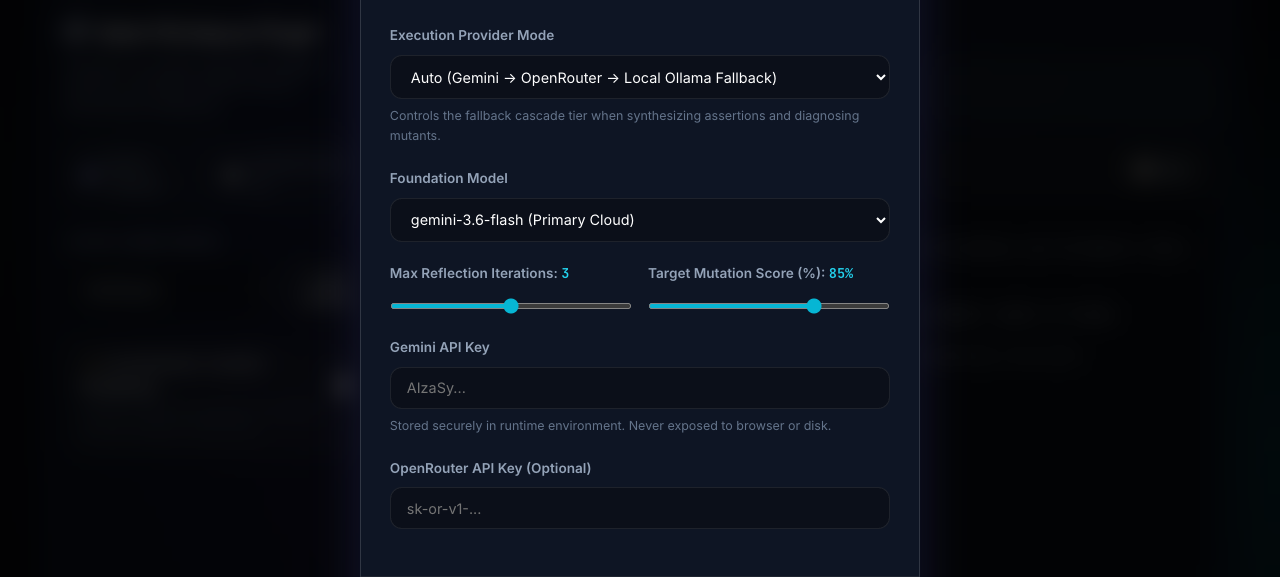 Execution Provider Mode
Auto (Gemini → OpenRouter → Local Ollama Fallback)
Controls the fallback cascade tier when synthesizing assertions and diagnosing
mutants.
Foundation Model
gemini-3.6-flash (Primary Cloud)
Max Reflection Iterations: 3
Target Mutation Score (%): 85%
Gemini API Key
AIzaSy...
Stored securely in runtime environment. Never exposed to browser or disk.
OpenRouter API Key (Optional)
sk-or-v1-...